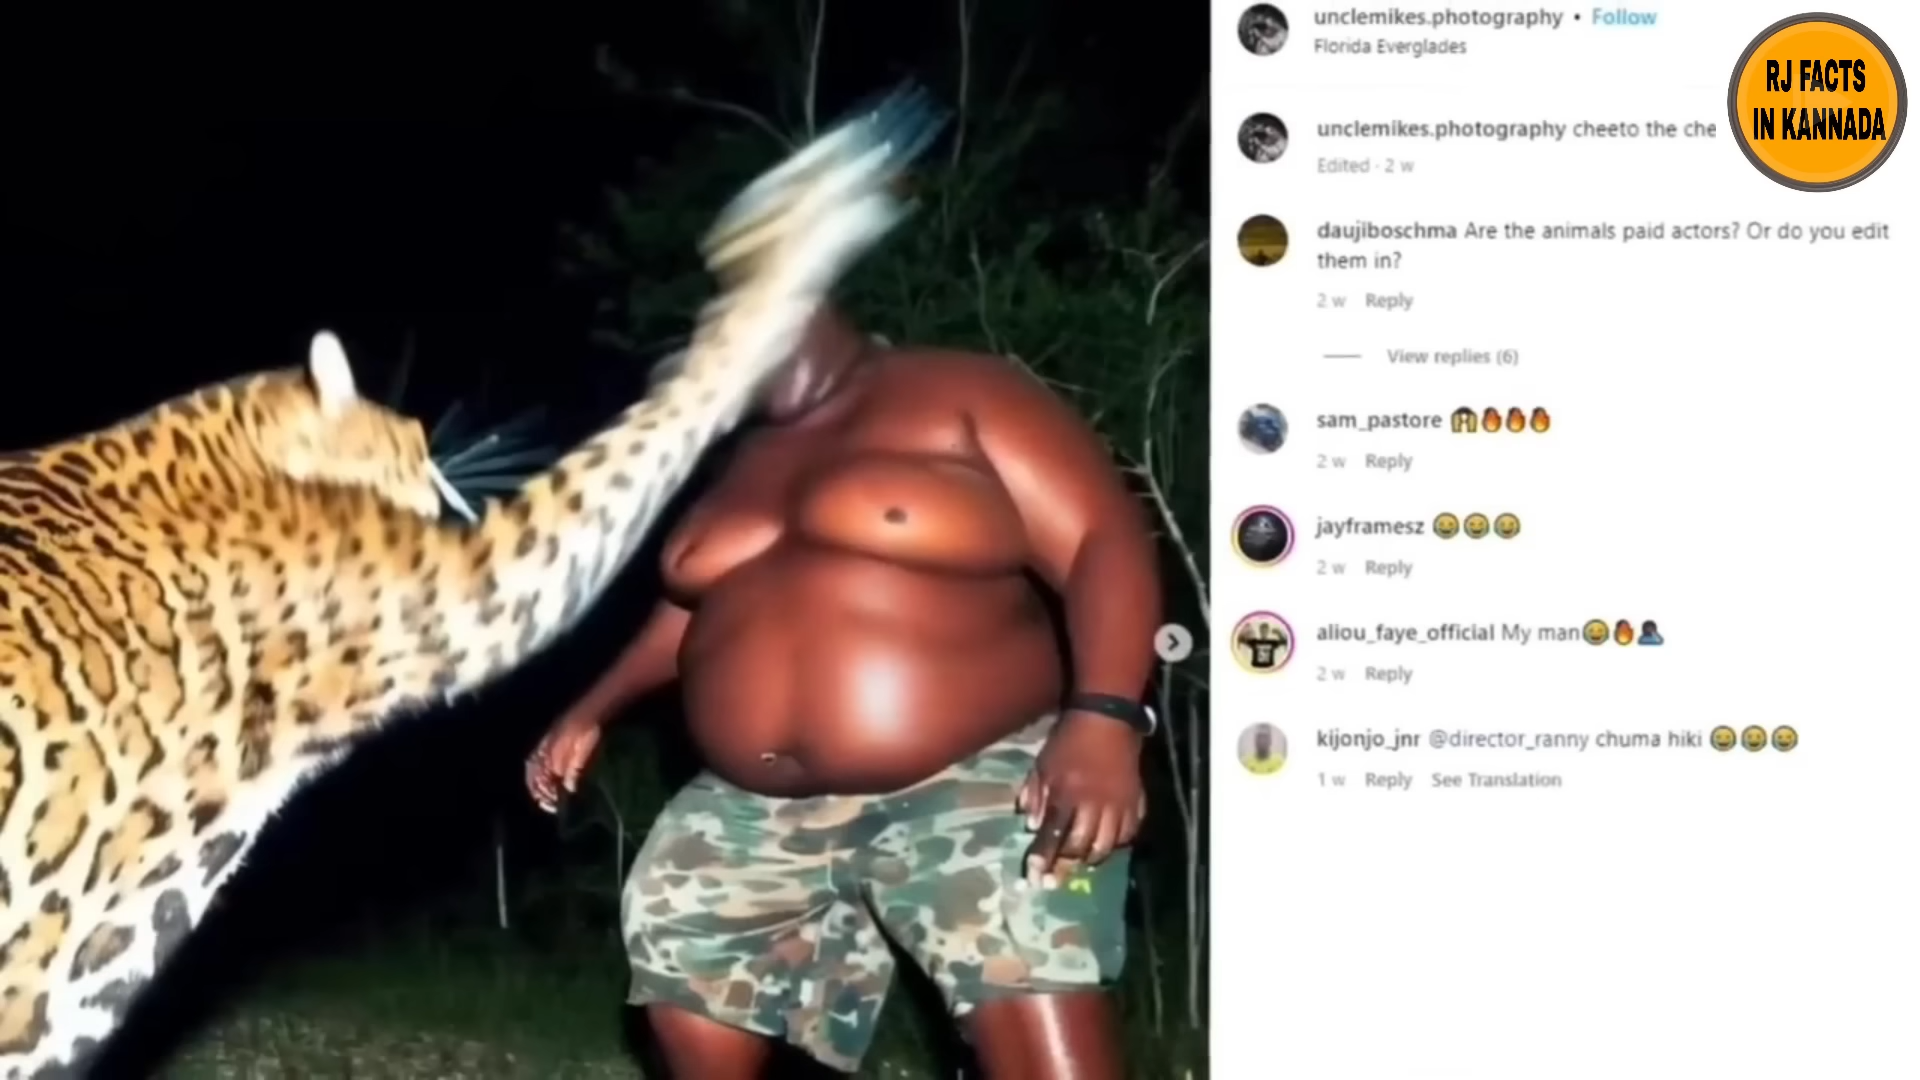 unclemikes.photography • Follow
Florida Everglades
RJ FACTS
IN KANNADA
unclemikes.photography cheeto the che
Edited · 2 w
daujiboschma Are the animals paid actors? Or do you edit
them in?
2 w Reply
View replies (6)
sam_pastore 😱🔥🔥🔥
2 w Reply
jayframesz 😂😂😂
2 w Reply
aliou_faye_official My man😂🔥🤦🏿‍♂️
2 w Reply
kijonjo_jnr @director_ranny chuma hiki 😂😂😂
1 w Reply See Translation